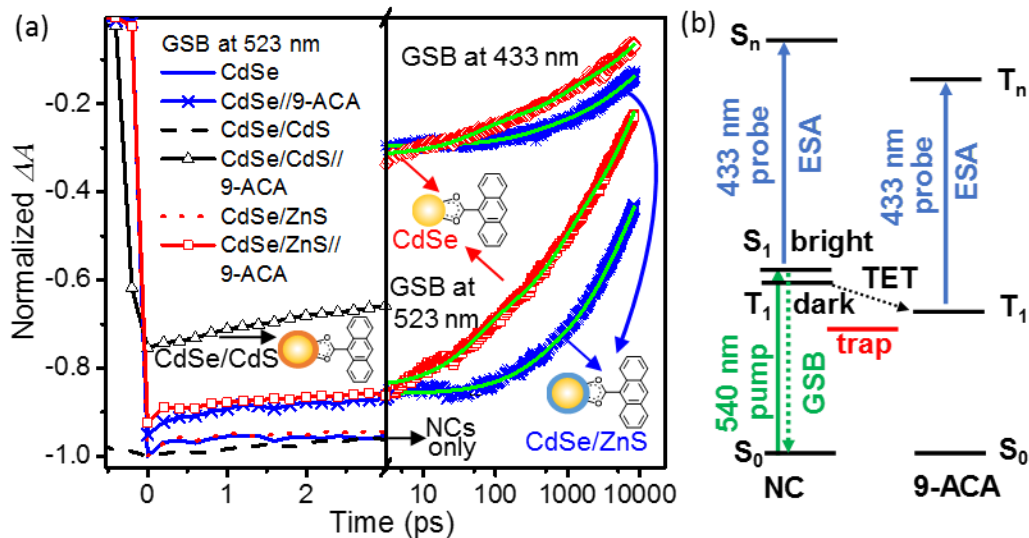 (a)
Normalized ΔA
-0.2
-0.4
-0.6
-0.8
-1.0
GSB at 523 nm
CdSe
CdSe//9-ACA
CdSe/CdS
CdSe/CdS//
9-ACA
CdSe/ZnS
CdSe/ZnS//
9-ACA
CdSe/CdS
GSB at 433 nm
CdSe
GSB at
523 nm
CdSe/ZnS
NCs
only
O
O
O
O
O
O
0
1
2
10
100
1000
10000
Time (ps)
(b)
Sn
Tn
433 nm
probe
ESA
433 nm
probe
ESA
S1
bright
TET
T1
dark
T1
trap
540 nm
pump
GSB
S0
S0
NC
9-ACA